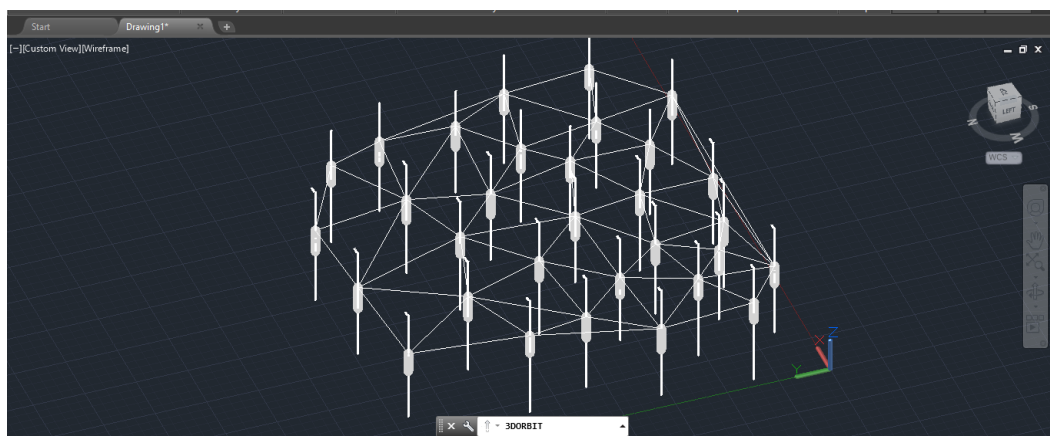 Start
Drawing1*
[−][Custom View][Wireframe]
LEFT
S
N
W
WCS
X
Z
Y
3DORBIT